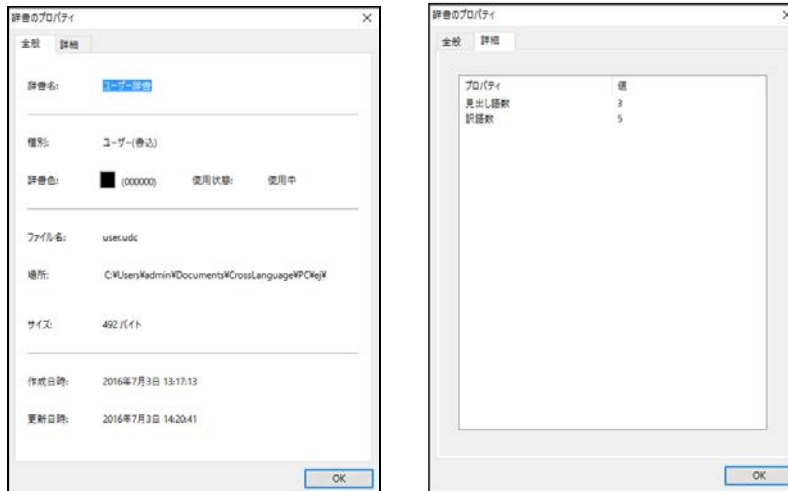 辞書のプロパティ
全般 詳細
辞書名: ユーザー辞書
種別: ユーザー(書込)
辞書色: (000000) 使用状態: 使用中
ファイル名: user.udc
場所: C:¥Users¥admin¥Documents¥CrossLanguage¥PC¥ej¥
サイズ: 492 バイト
作成日時: 2016年7月3日 13:17:13
更新日時: 2016年7月3日 14:20:41
OK
辞書のプロパティ
全般 詳細
プロパティ 値
見出し語数 3
訳語数 5
OK